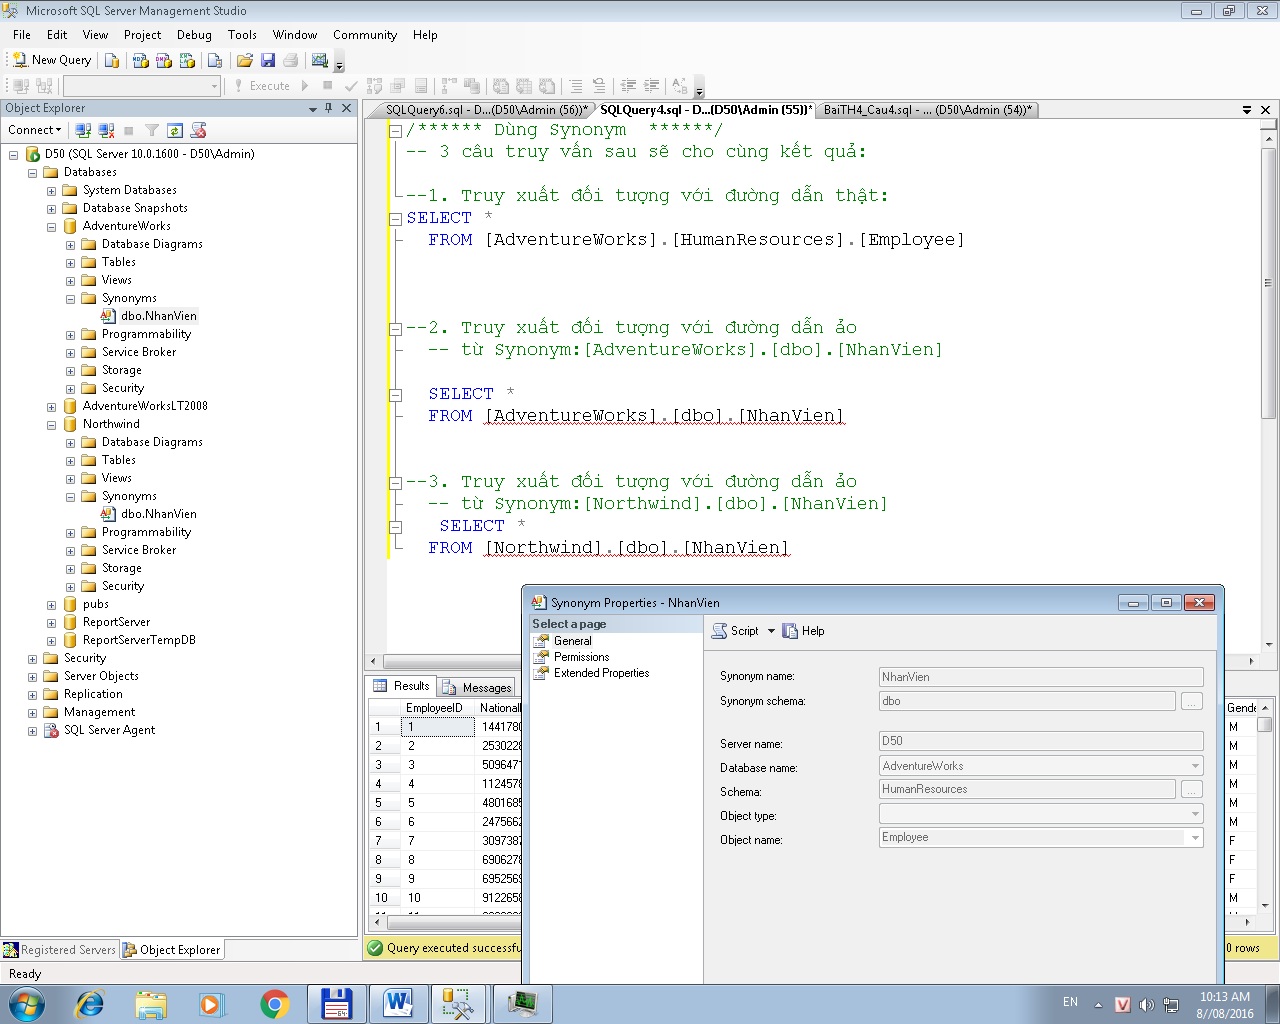 Microsoft SQL Server Management Studio
File Edit View Project Debug Tools Window Community Help
New Query
Execute
Object Explorer
Connect
D50 (SQL Server 10.0.1600 - D50\Admin)
Databases
System Databases
Database Snapshots
AdventureWorks
Database Diagrams
Tables
Views
Synonyms
dbo.NhanVien
Programmability
Service Broker
Storage
Security
AdventureWorksLT2008
Northwind
Database Diagrams
Tables
Views
Synonyms
dbo.NhanVien
Programmability
Service Broker
Storage
Security
pubs
ReportServer
ReportServerTempDB
Security
Server Objects
Replication
Management
SQL Server Agent
Registered Servers Object Explorer
SQLQuery6.sql - D...(D50\Admin (56))* SQLQuery4.sql - D...(D50\Admin (55))* BaiTH4_Cau4.sql - ... (D50\Admin (54))*
/****** Dùng Synonym ******/
-- 3 câu truy vấn sau sẽ cho cùng kết quả:
--1. Truy xuất đối tượng với đường dẫn thật:
SELECT *
FROM [AdventureWorks].[HumanResources].[Employee]
--2. Truy xuất đối tượng với đường dẫn ảo
-- từ Synonym:[AdventureWorks].[dbo].[NhanVien]
SELECT *
FROM [AdventureWorks].[dbo].[NhanVien]
--3. Truy xuất đối tượng với đường dẫn ảo
-- từ Synonym:[Northwind].[dbo].[NhanVien]
SELECT *
FROM [Northwind].[dbo].[NhanVien]
Results Messages
EmployeeID National Gende
1 1 1441780 M
2 2 2530228 M
3 3 509647 M
4 4 1124578 M
5 5 4801685 M
6 6 2475662 M
7 7 3097387 F
8 8 6906278 F
9 9 6952569 F
10 10 9122658 M
Query executed successfu 0 rows
Synonym Properties - NhanVien
Select a page
General
Permissions
Extended Properties
Script Help
Synonym name: NhanVien
Synonym schema: dbo ...
Server name: D50
Database name: AdventureWorks
Schema: HumanResources ...
Object type:
Object name: Employee
Ready
64
EN
10:13 AM
8//08/2016